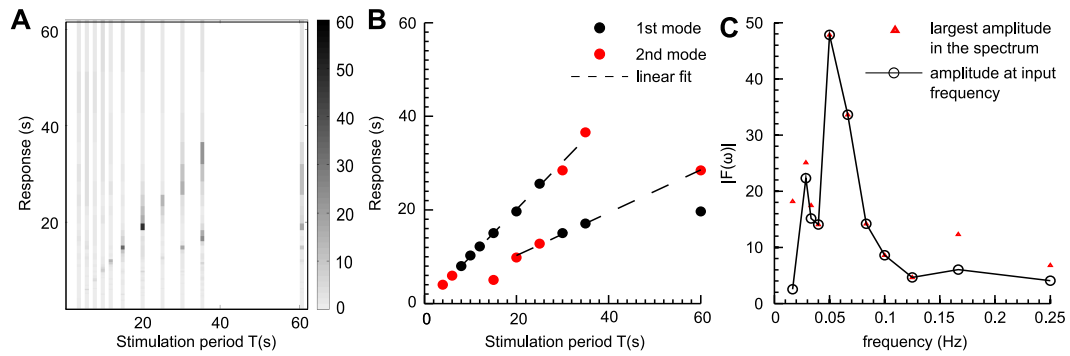 A
60
40
20
20
40
60
Response (s)
Stimulation period T(s)
60
50
40
30
20
10
0
B
1st mode
2nd mode
linear fit
60
40
20
0
20
40
60
Response (s)
Stimulation period T(s)
C
largest amplitude
in the spectrum
amplitude at input
frequency
50
40
30
20
10
0
0
0.05
0.1
0.15
0.2
0.25
|F(ω)|
frequency (Hz)